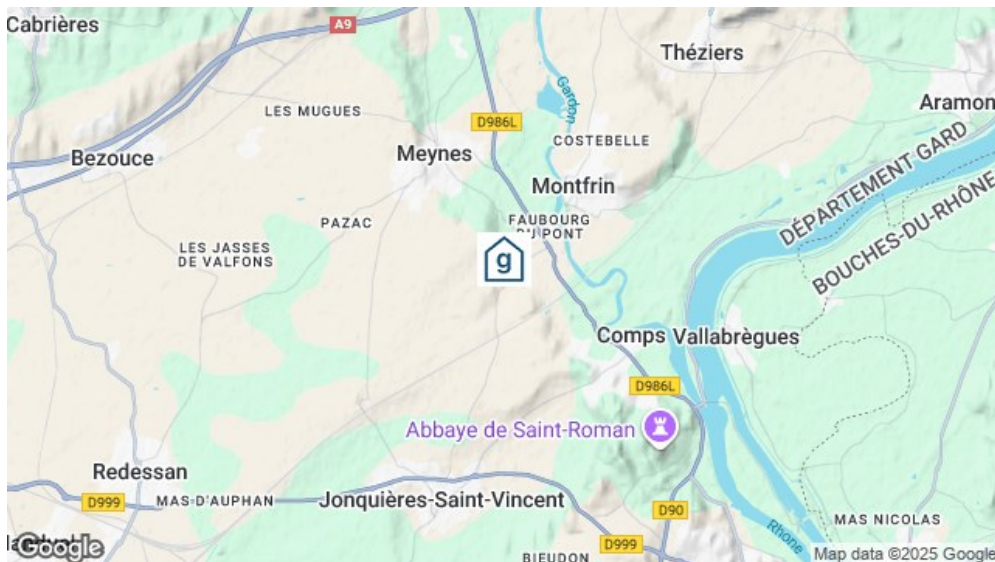 Cabrières
A9
Théziers
Gardon
LES MUGUES
D986L
Aramon
COSTEBELLE
Bezouce
Meynes
Montfrin
DÉPARTEMENT GARD
BOUCHES-DU-RHÔNE
PAZAC
FAUBOURG
DU PONT
LES JASSES
DE VALFONS
g
Comps
Vallabrègues
D986L
Abbaye de Saint-Roman
Redessan
D999
MAS D'AUPHAN
Jonquières-Saint-Vincent
D90
MAS NICOLAS
Rhone
D999
BIEUDON
Google
Map data ©2025 Google